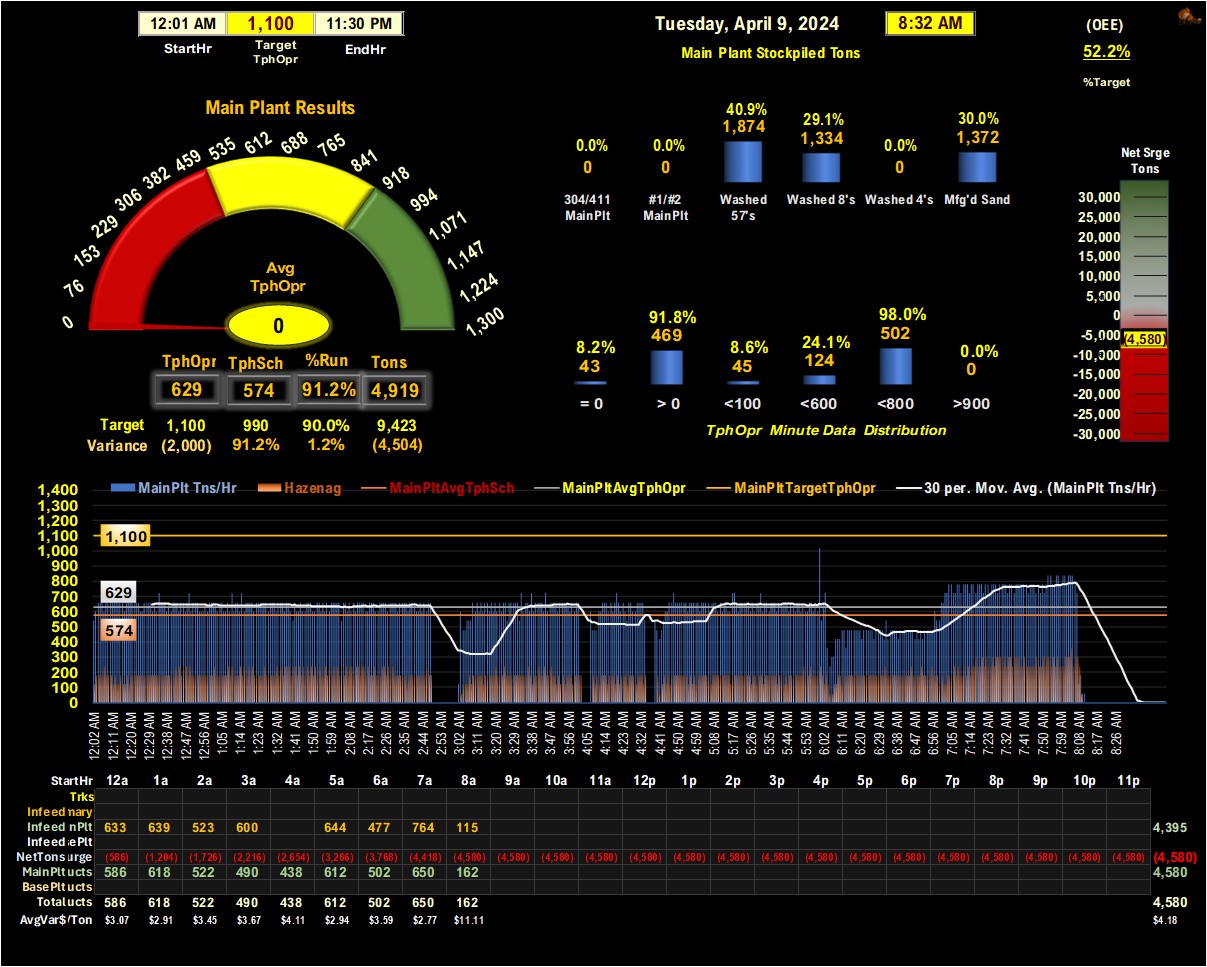 12:01 AM 1,100 11:30 PM
StartHr Target TphOpr EndHr
Tuesday, April 9, 2024 8:32 AM
Main Plant Stockpiled Tons
(OEE)
52.2%
%Target
Main Plant Results
0 76 153 229 306 382 459 535 612 688 765 841 918 994 1,071 1,147 1,224 1,300
Avg
TphOpr
0
TphOpr TphSch %Run Tons
629 574 91.2% 4,919
Target 1,100 990 90.0% 9,423
Variance (2,000) 91.2% 1.2% (4,504)
0.0% 0.0% 40.9% 29.1% 0.0% 30.0%
0 0 1,874 1,334 0 1,372
304/411 #1/#2 Washed Washed 8's Washed 4's Mfg'd Sand
MainPlt MainPlt 57's
8.2% 91.8% 8.6% 24.1% 98.0% 0.0%
43 469 45 124 502 0
= 0 > 0 <100 <600 <800 >900
TphOpr Minute Data Distribution
Net Srge
Tons
30,000
25,000
20,000
15,000
10,000
5,000
0
-5,000
(4,580)
-10,000
-15,000
-20,000
-25,000
-30,000
MainPlt Tns/Hr Hazenag MainPltAvgTphSch MainPltAvgTphOpr MainPltTargetTphOpr 30 per. Mov. Avg. (MainPlt Tns/Hr)
1,400
1,300
1,200
1,100
1,000
900
800
700
600
500
400
300
200
100
0
1,100
629
574
12:02 AM 12:11 AM 12:20 AM 12:29 AM 12:38 AM 12:47 AM 12:56 AM 1:05 AM 1:14 AM 1:23 AM 1:32 AM 1:41 AM 1:50 AM 1:59 AM 2:08 AM 2:17 AM 2:26 AM 2:35 AM 2:44 AM 2:53 AM 3:02 AM 3:11 AM 3:20 AM 3:29 AM 3:38 AM 3:47 AM 3:56 AM 4:05 AM 4:14 AM 4:23 AM 4:32 AM 4:41 AM 4:50 AM 4:59 AM 5:08 AM 5:17 AM 5:26 AM 5:35 AM 5:44 AM 5:53 AM 6:02 AM 6:11 AM 6:20 AM 6:29 AM 6:38 AM 6:47 AM 6:56 AM 7:05 AM 7:14 AM 7:23 AM 7:32 AM 7:41 AM 7:50 AM 7:59 AM 8:08 AM 8:17 AM 8:26 AM
StartHr 12a 1a 2a 3a 4a 5a 6a 7a 8a 9a 10a 11a 12p 1p 2p 3p 4p 5p 6p 7p 8p 9p 10p 11p
Trks
Infeed nary
Infeed nPlt 633 639 523 600 644 477 764 115 4,395
Infeed ePlt
NetTons urge (586) (1,204) (1,726) (2,216) (2,654) (3,266) (3,768) (4,418) (4,580) (4,580) (4,580) (4,580) (4,580) (4,580) (4,580) (4,580) (4,580) (4,580) (4,580) (4,580) (4,580) (4,580) (4,580) (4,580) (4,580)
MainPlt ucts 586 618 522 490 438 612 502 650 162 4,580
BasePlt ucts
Total ucts 586 618 522 490 438 612 502 650 162 4,580
AvgVar$/Ton $3.07 $2.91 $3.45 $3.67 $4.11 $2.94 $3.59 $2.77 $11.11 $4.18